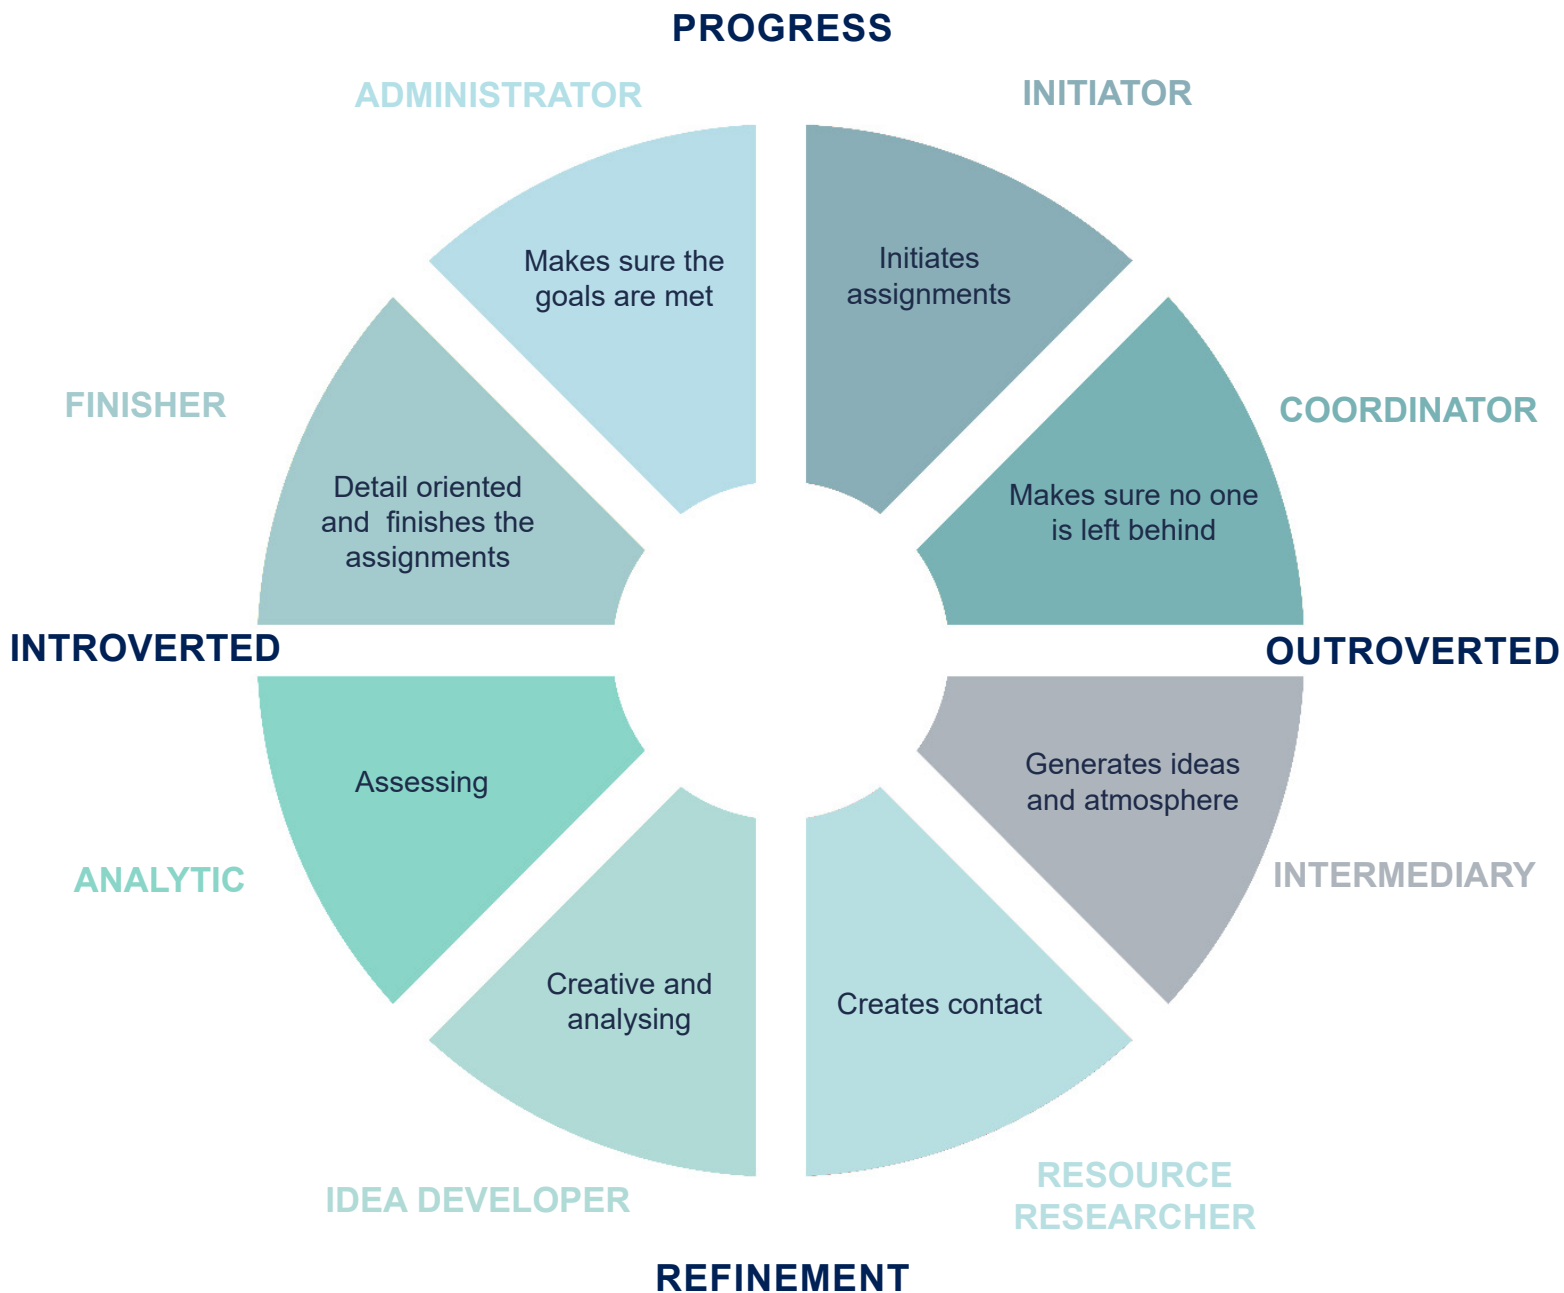 PROGRESS
ADMINISTRATOR
INITIATOR
Makes sure the
goals are met
Initiates
assignments
FINISHER
COORDINATOR
Detail oriented
and  finishes the
assignments
Makes sure no one
is left behind
INTROVERTED
OUTROVERTED
Assessing
Generates ideas
and atmosphere
ANALYTIC
INTERMEDIARY
Creative and
analysing
Creates contact
IDEA DEVELOPER
RESOURCE
RESEARCHER
REFINEMENT